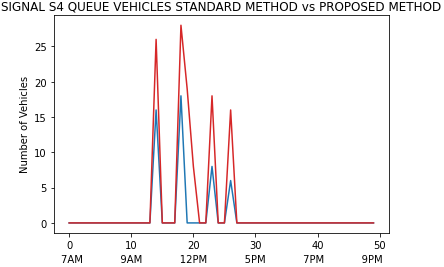 SIGNAL S4 QUEUE VEHICLES STANDARD METHOD vs PROPOSED METHOD
Number of Vehicles
25
20
15
10
5
0
0 10 20 30 40 50
7AM 9AM 12PM 5PM 7PM 9PM